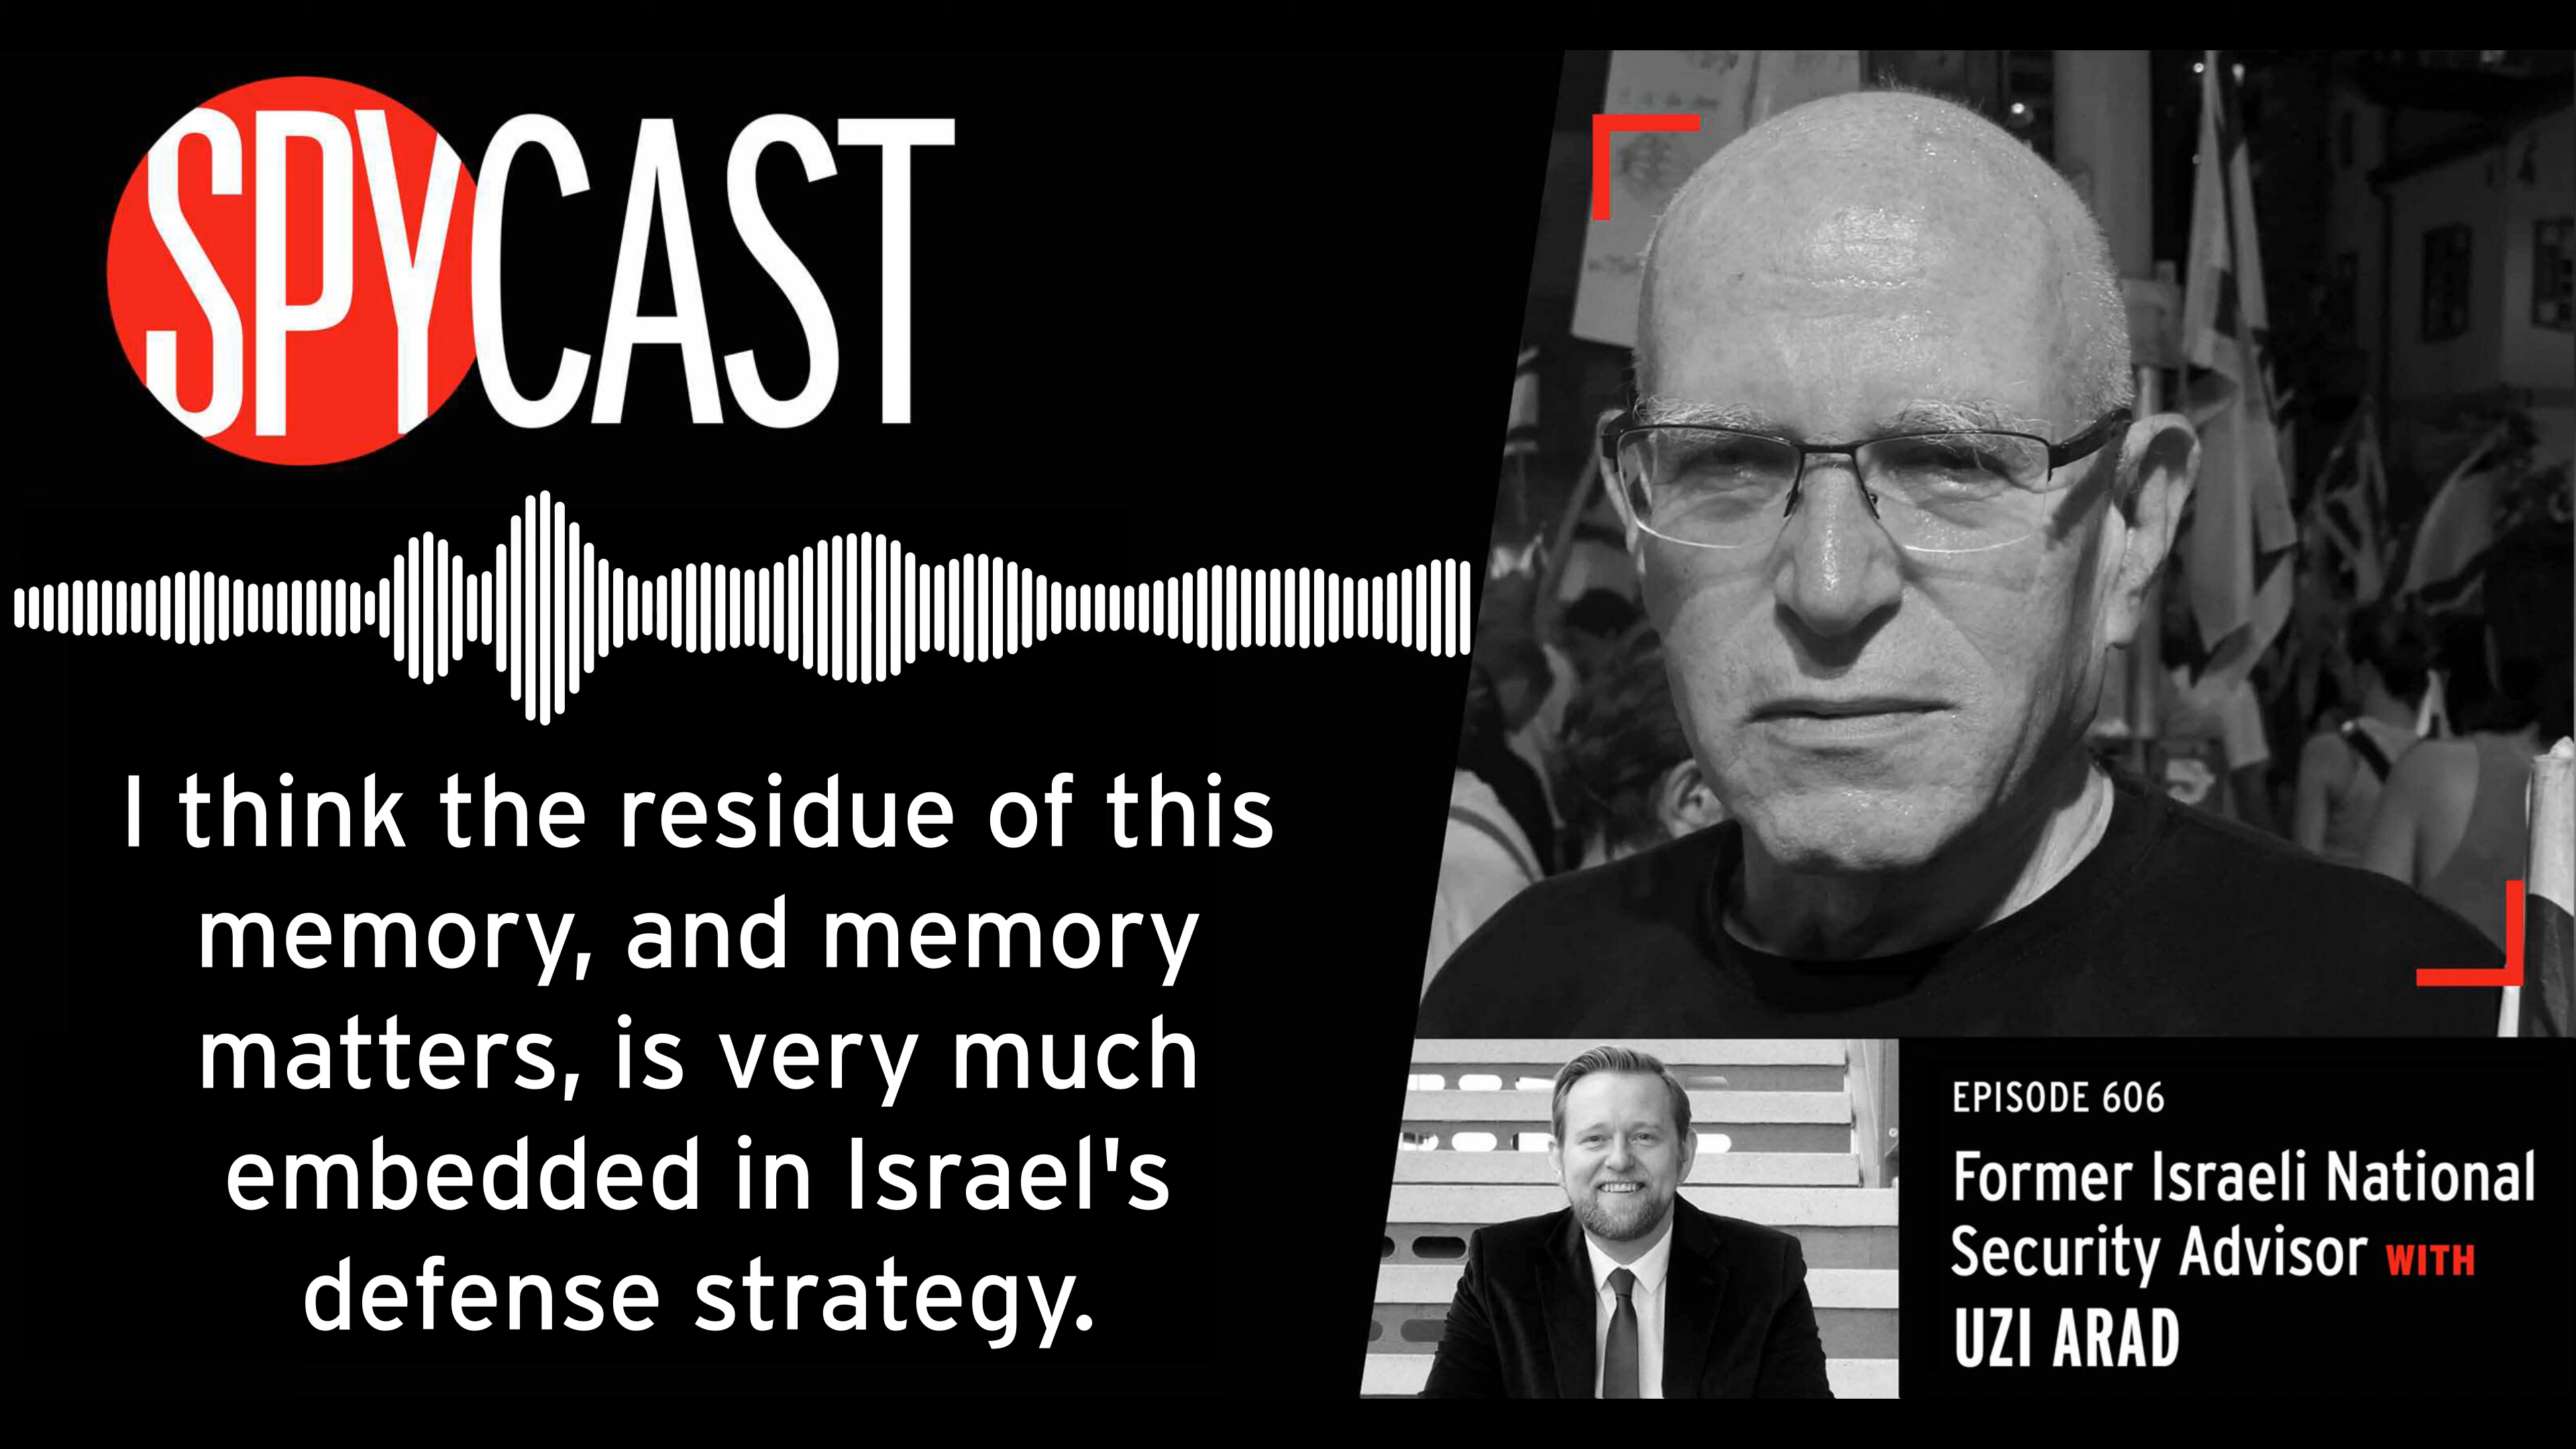 SPYCAST
I think the residue of this
memory, and memory
matters, is very much
embedded in Israel's
defense strategy.
EPISODE 606
Former Israeli National
Security Advisor WITH
UZI ARAD